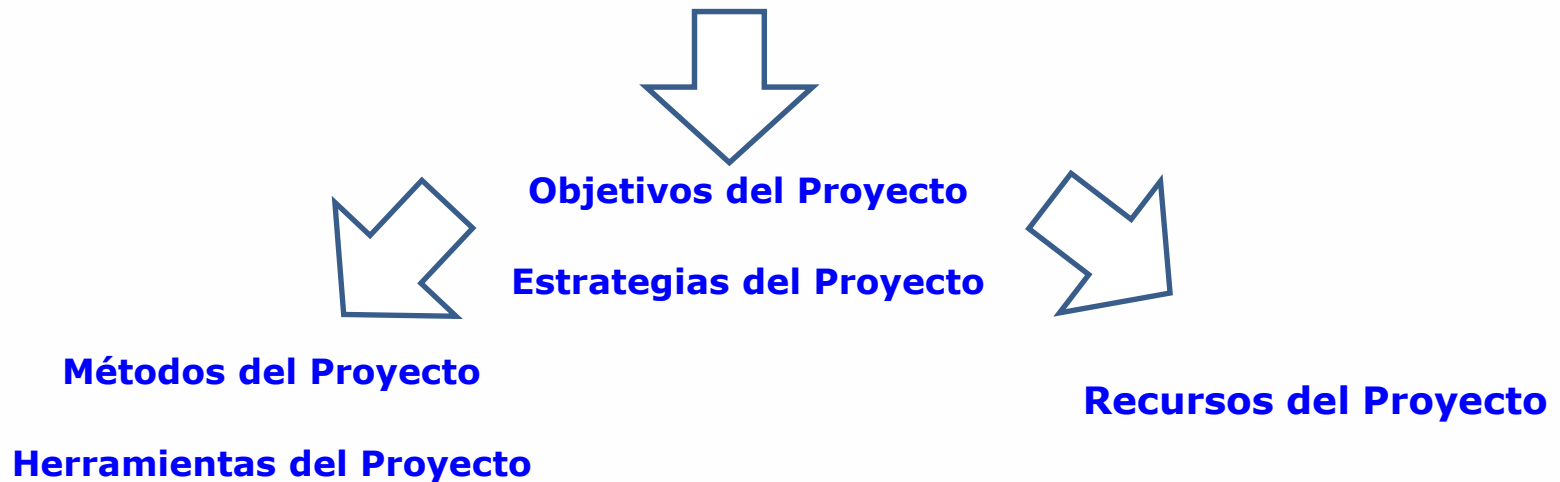 Objetivos del Proyecto
Estrategias del Proyecto
Métodos del Proyecto
Recursos del Proyecto
Herramientas del Proyecto